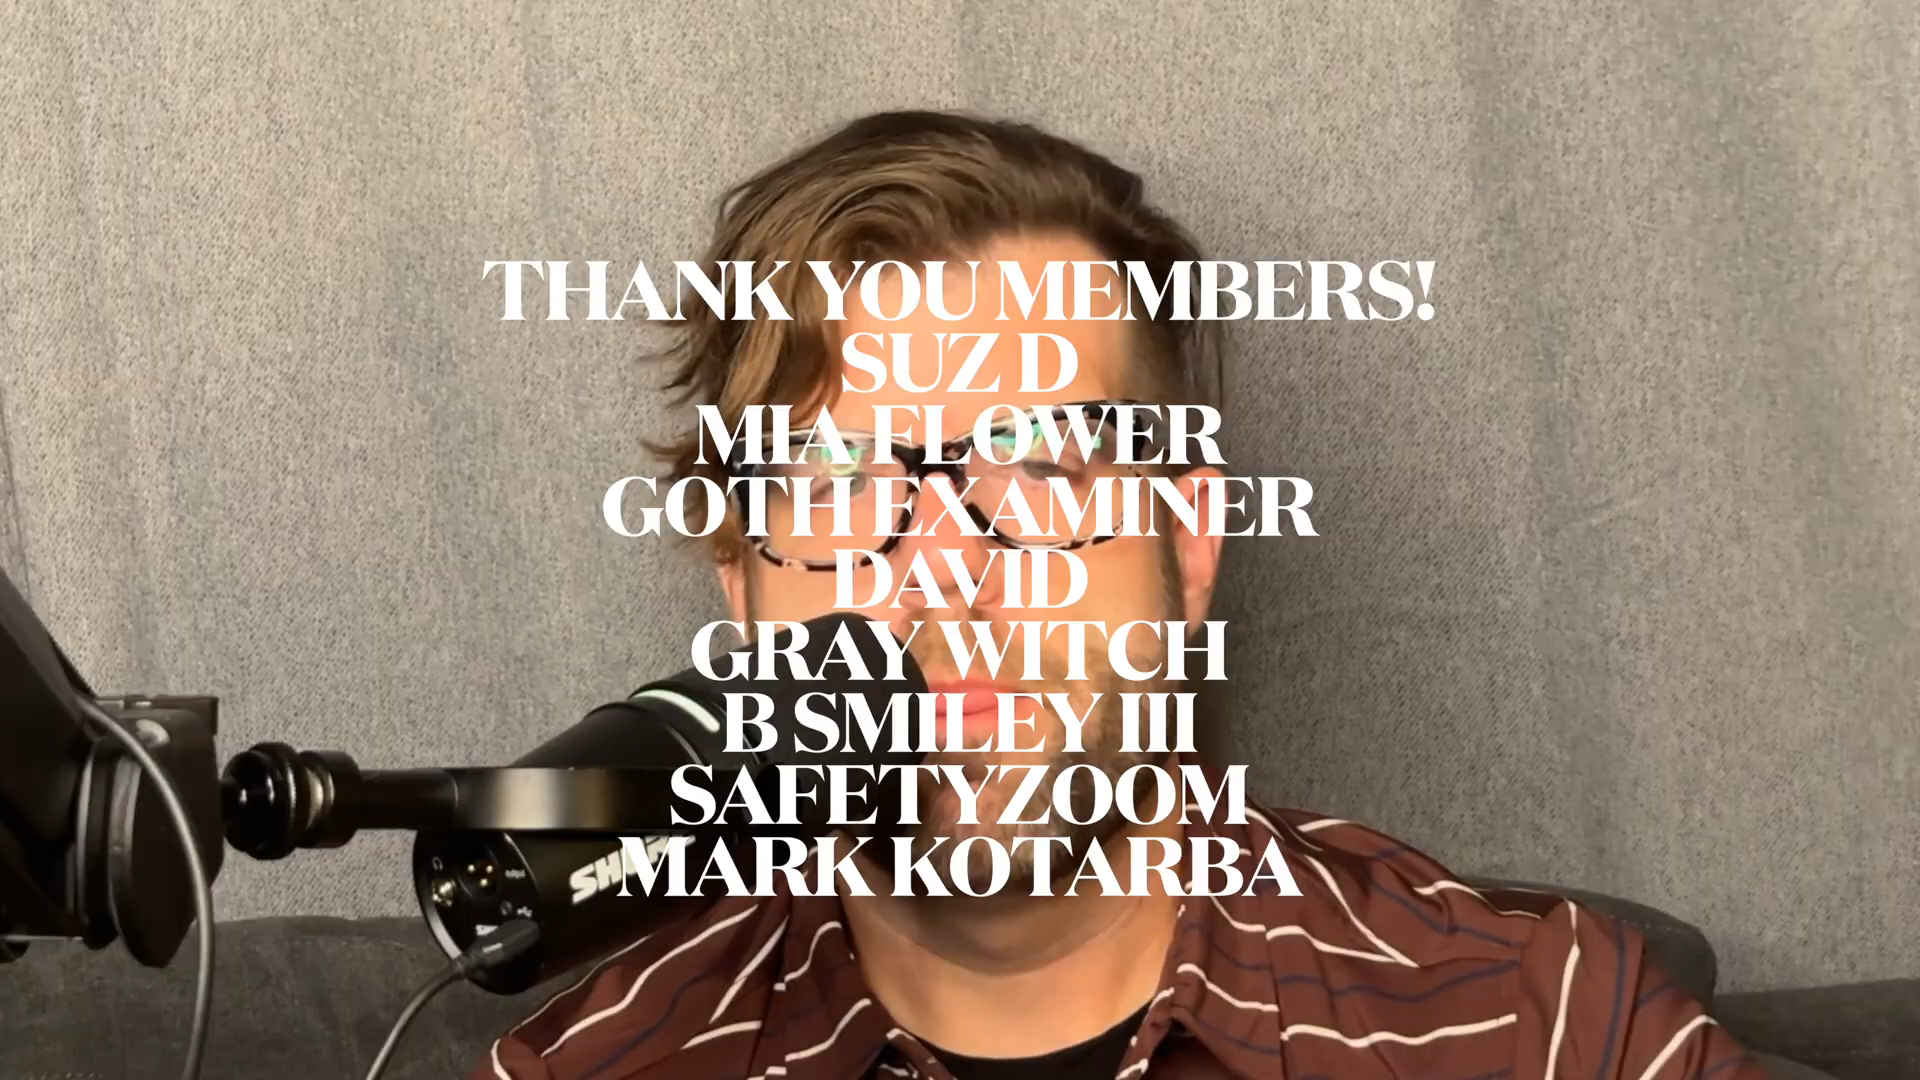 THANK YOU MEMBERS!
SUZ D
MIA FLOWER
GOTH EXAMINER
DAVID
GRAY WITCH
B SMILEY III
SAFETYZOOM
MARK KOTARBA